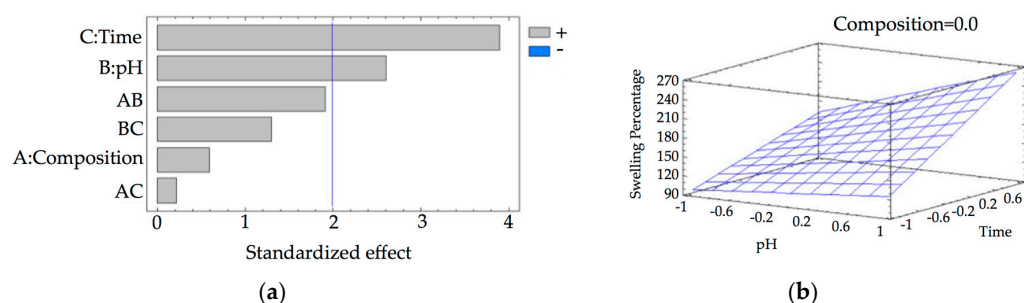 C:Time
B:pH
AB
BC
A:Composition
AC
0 1 2 3 4
Standardized effect
+
-
(a)
Composition=0.0
Swelling Percentage
270
240
210
180
150
120
90
-1 -0.6 -0.2 0.2 0.6 1
pH
-1 -0.6 -0.2 0.2 0.6
Time
(b)